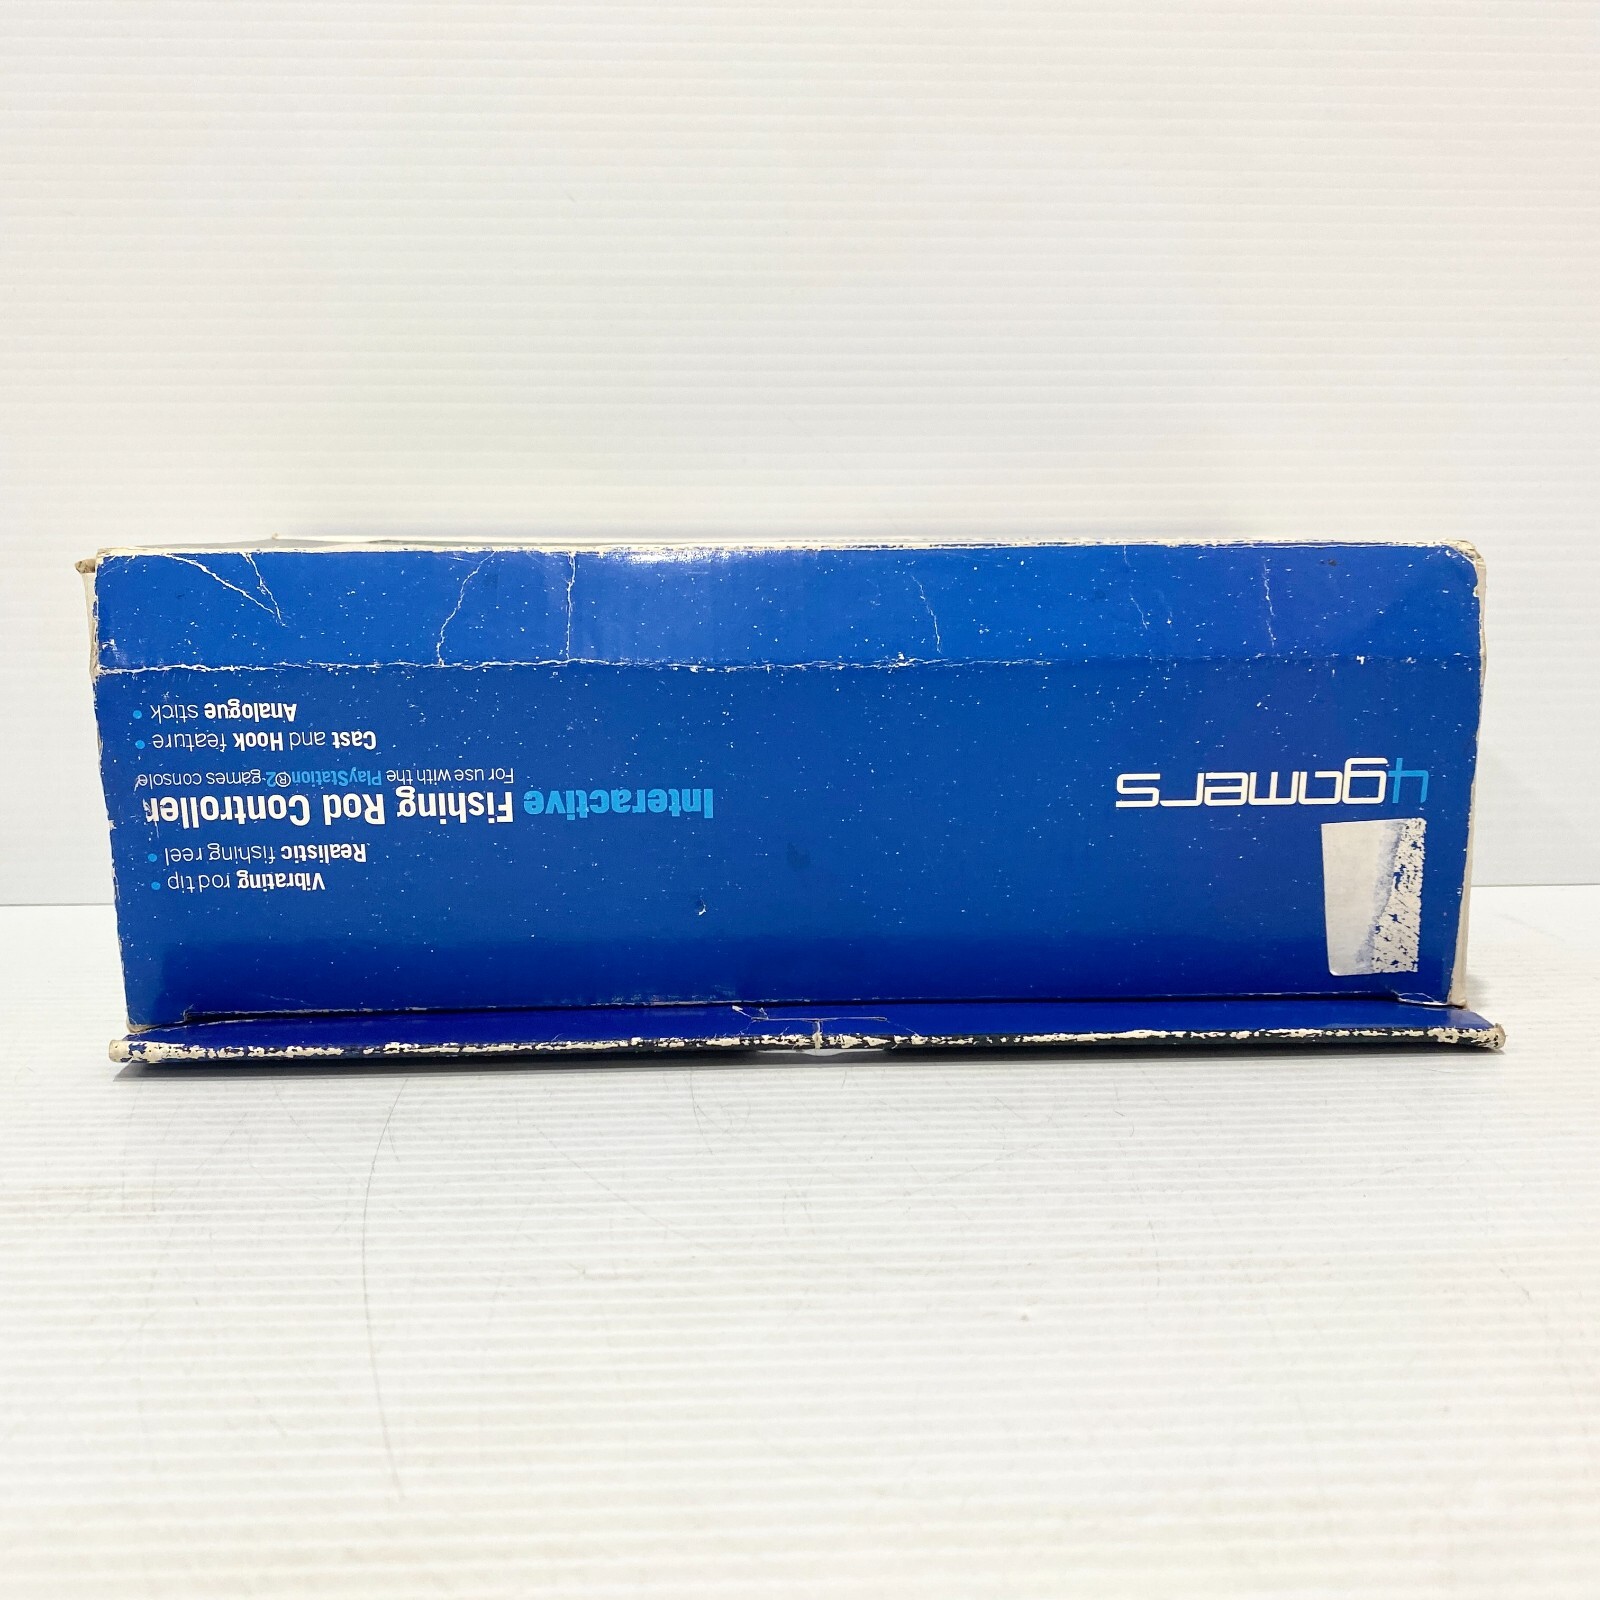 4gamers
Vibrating rod tip •
Realistic fishing reel •
Interactive Fishing Rod Controller
For use with the PlayStation®2 games console
Cast and Hook feature •
Analogue stick •